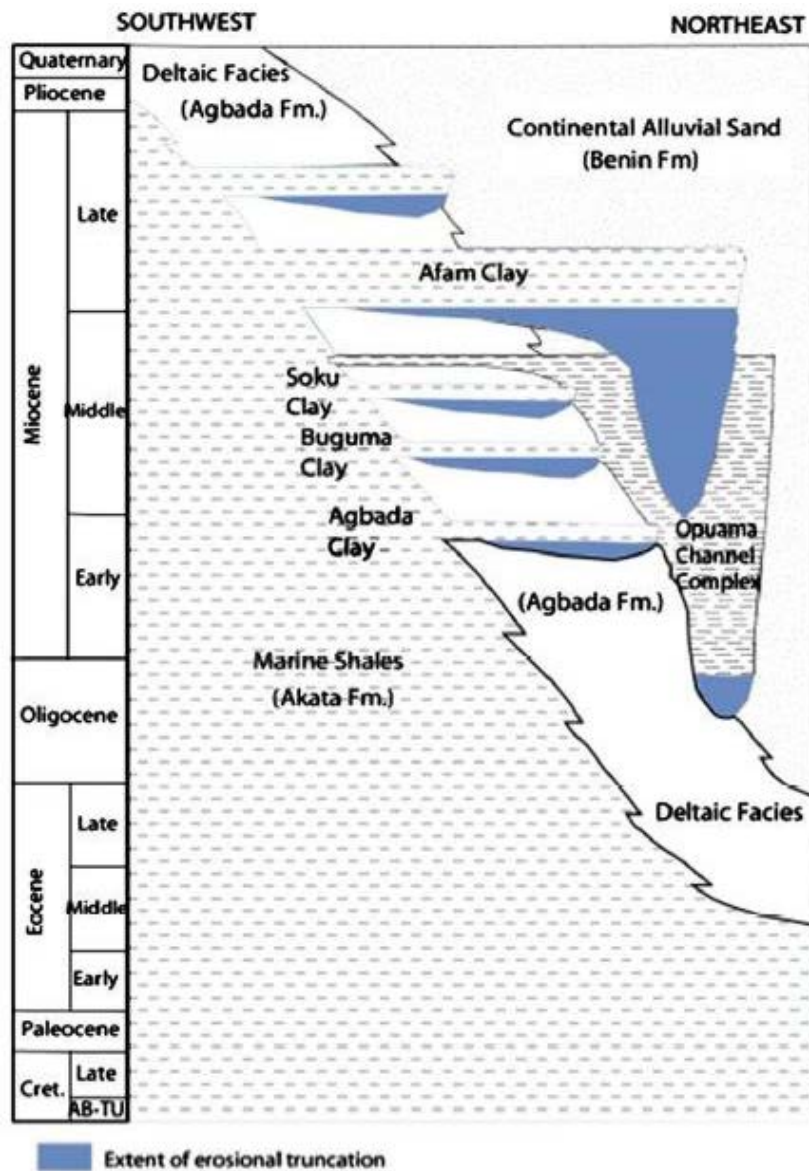 SOUTHWEST
NORTHEAST
Quaternary
Pliocene
Miocene
Late
Middle
Early
Oligocene
Eocene
Late
Middle
Early
Paleocene
Cret.
Late
AB-TU
Deltaic Facies
(Agbada Fm.)
Continental Alluvial Sand
(Benin Fm)
Afam Clay
Soku
Clay
Buguma
Clay
Agbada
Clay
Opuama
Channel
Complex
(Agbada Fm.)
Marine Shales
(Akata Fm.)
Deltaic Facies
Extent of erosional truncation